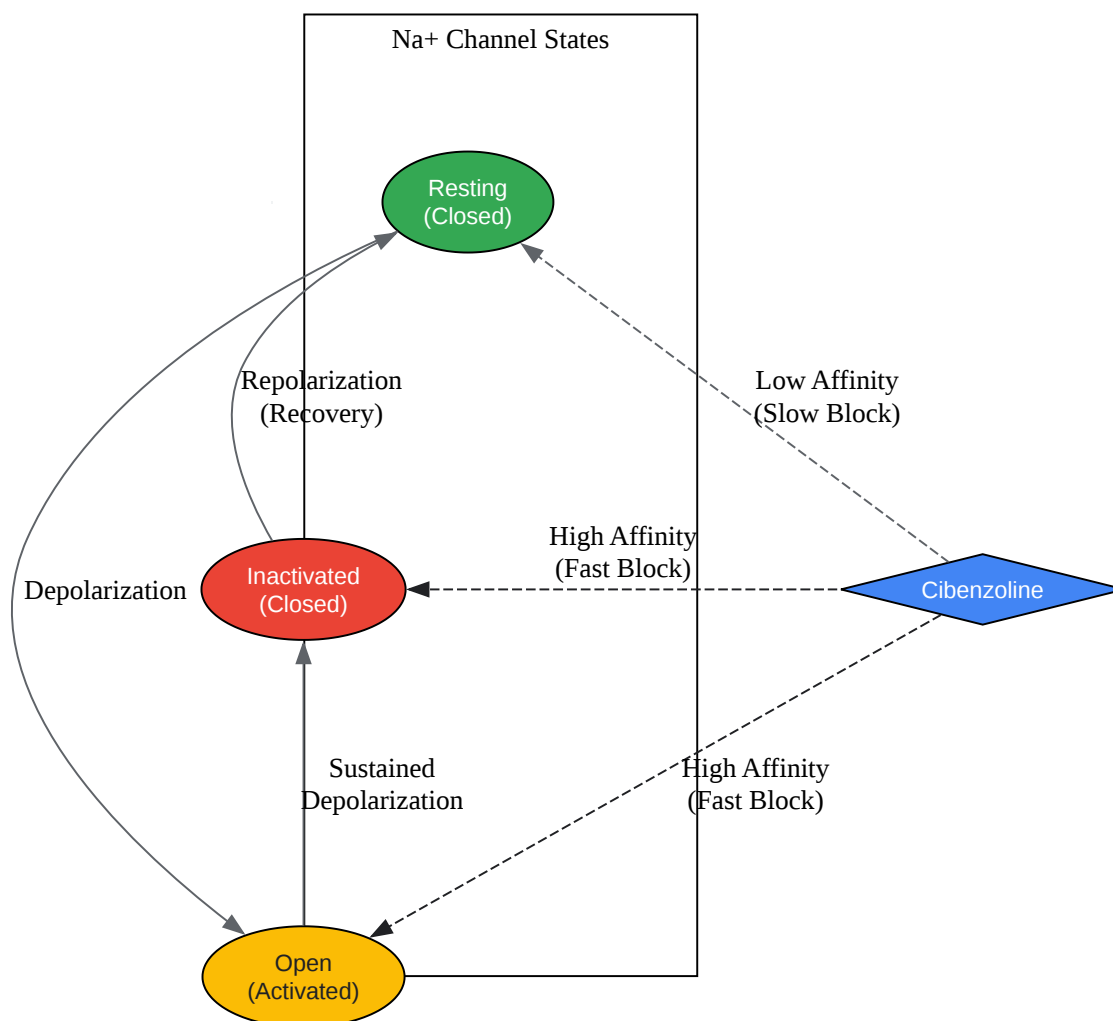 Na+ Channel States
Resting
(Closed)
Repolarization
(Recovery)
Low Affinity
(Slow Block)
High Affinity
(Fast Block)
Depolarization
Inactivated
(Closed)
Cibenzoline
Sustained
Depolarization
High Affinity
(Fast Block)
Open
(Activated)